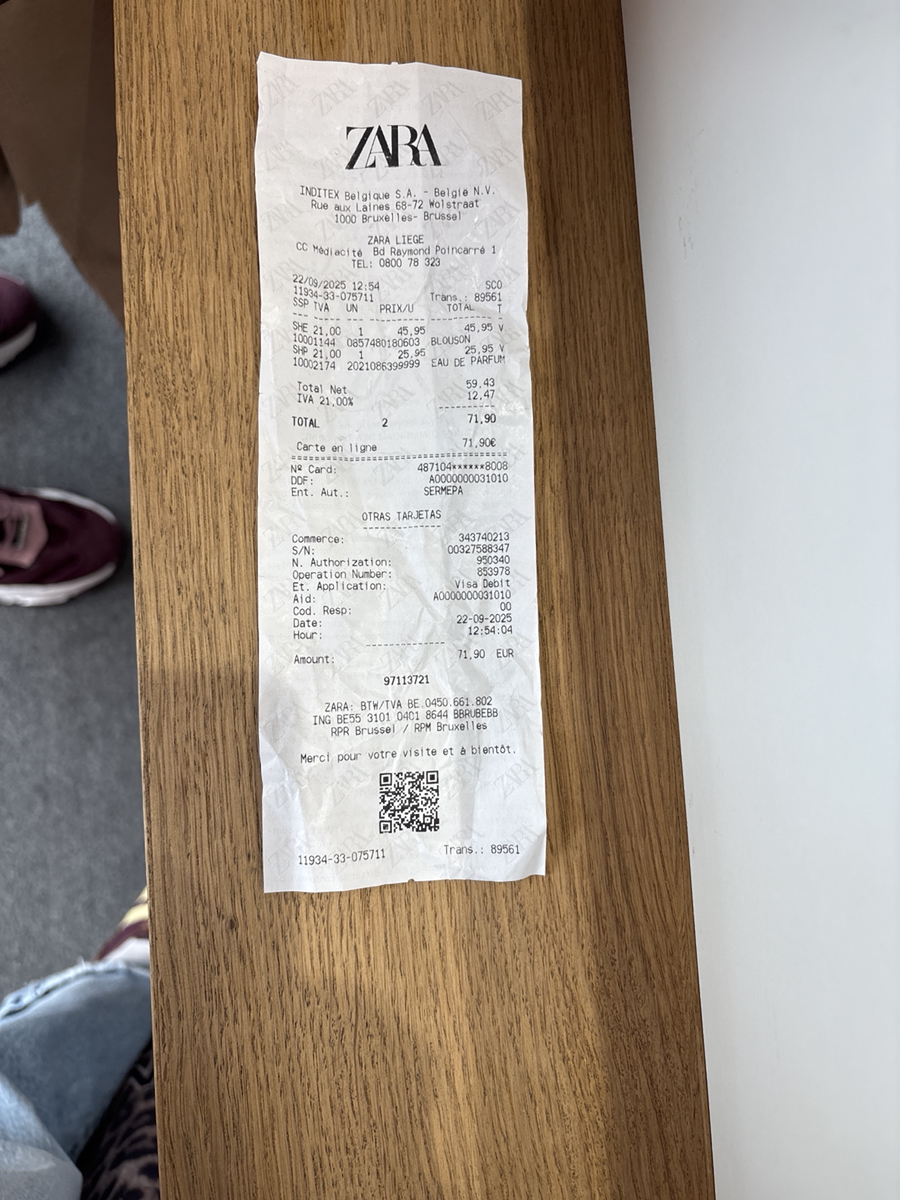 ZARA
INDITEX Belgique S.A. - België N.V.
Rue aux Laines 68-72 Wolstraat
1000 Bruxelles- Brussel
ZARA LIEGE
CC Médiacité Bd Raymond Poincarré 1
TEL: 0800 78 323
22/09/2025 12:54 SCO
11934-33-075711 Trans.: 89561
SSP TVA UN PRIX/U TOTAL T
SHE 21,00 1 45,95 45,95 V
10001144 0857480180603 BLOUSON
SHP 21,00 1 25,95 25,95 V
10002174 2021086399999 EAU DE PARFUM
Total Net 59,43
IVA 21,00% 12,47
TOTAL 2 71,90
Carte en ligne 71,90€
Nº Card: 487104******8008
DDF: A0000000031010
Ent. Aut.: SERMEPA
OTRAS TARJETAS
Commerce: 343740213
S/N: 00327588347
N. Authorization: 950340
Operation Number: 853978
Et. Application: Visa Debit
Aid: A0000000031010
Cod. Resp: 00
Date: 22-09-2025
Hour: 12:54:04
Amount: 71,90 EUR
97113721
ZARA: BTW/TVA BE.0450.661.802
ING BE55 3101 0401 8644 BBRUBEBB
RPR Brussel / RPM Bruxelles
Merci pour votre visite et à bientôt.
11934-33-075711 Trans.: 89561